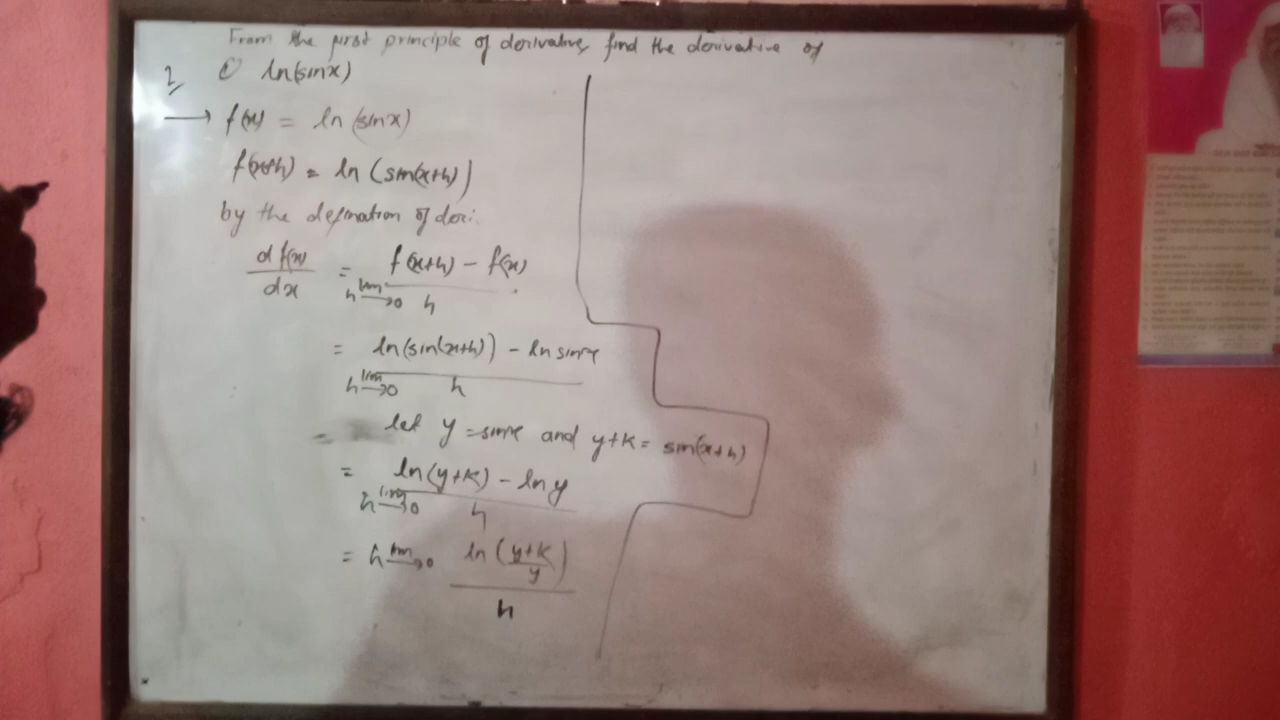 From the first principle of derivative, find the derivative of
2, c) ln(sinx)
→ f(x) = ln (sinx)
f(x+h) = ln (sin(x+h))
by the defination of deri.
d f(x) / dx = lim h→0 f(x+h) - f(x) / h
= lim h→0 ln(sin(x+h)) - ln sinx / h
= let y = sinx and y+k = sin(x+h)
= lim h→0 ln(y+k) - ln y / h
= lim h→0 ln (y+k / y) / h